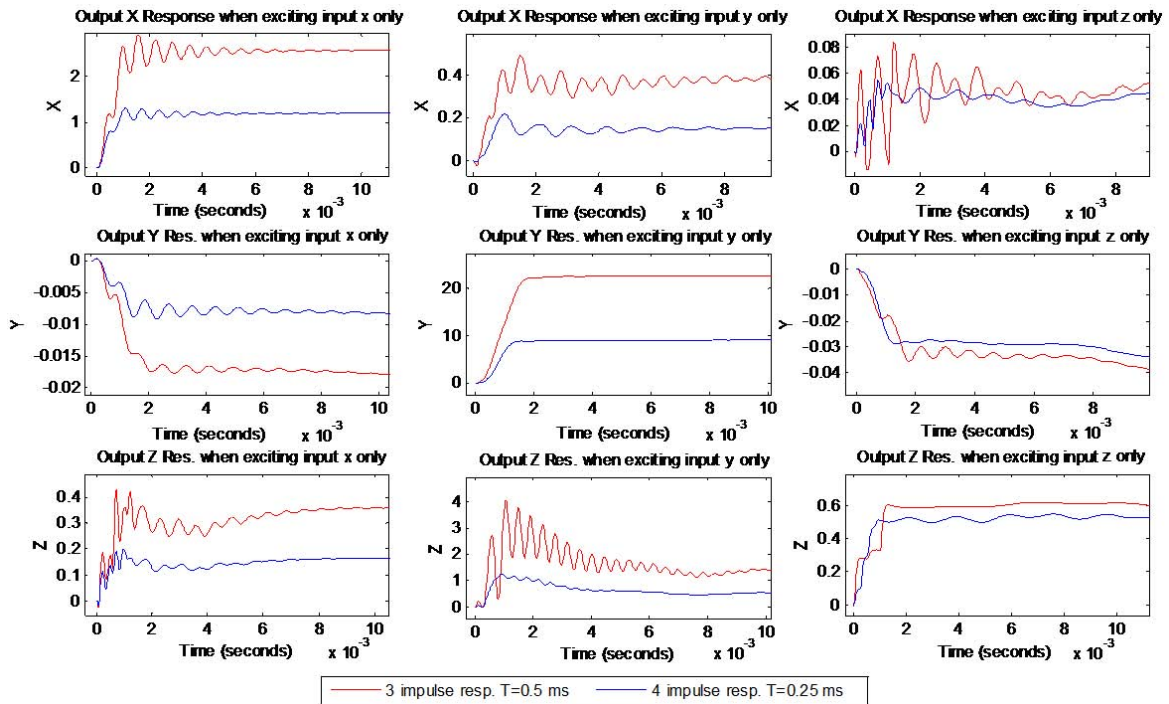 Output X Response when exciting input x only
Output X Response when exciting input y only
Output X Response when exciting input z only
X
2
1
0
0
2
4
6
8
10
Time (seconds)
x 10
-3
X
0.4
0.2
0
0
2
4
6
8
Time (seconds)
x 10
-3
X
0.08
0.06
0.04
0.02
0
0
2
4
6
8
Time (seconds)
x 10
-3
Output Y Res. when exciting input x only
Output Y Res. when exciting input y only
Output Y Res. when exciting input z only
Y
0
-0.005
-0.01
-0.015
-0.02
0
2
4
6
8
10
Time (seconds)
x 10
-3
Y
20
10
0
0
2
4
6
8
10
Time (seconds)
x 10
-3
Y
0
-0.01
-0.02
-0.03
-0.04
0
2
4
6
8
Time (seconds)
x 10
-3
Output Z Res. when exciting input x only
Output Z Res. when exciting input y only
Output Z Res. when exciting input z only
Z
0.4
0.3
0.2
0.1
0
0
2
4
6
8
10
Time (seconds)
x 10
-3
Z
4
3
2
1
0
0
2
4
6
8
10
Time (seconds)
x 10
-3
Z
0.6
0.4
0.2
0
0
2
4
6
8
10
Time (seconds)
x 10
-3
3 impulse resp. T=0.5 ms
4 impulse resp. T=0.25 ms